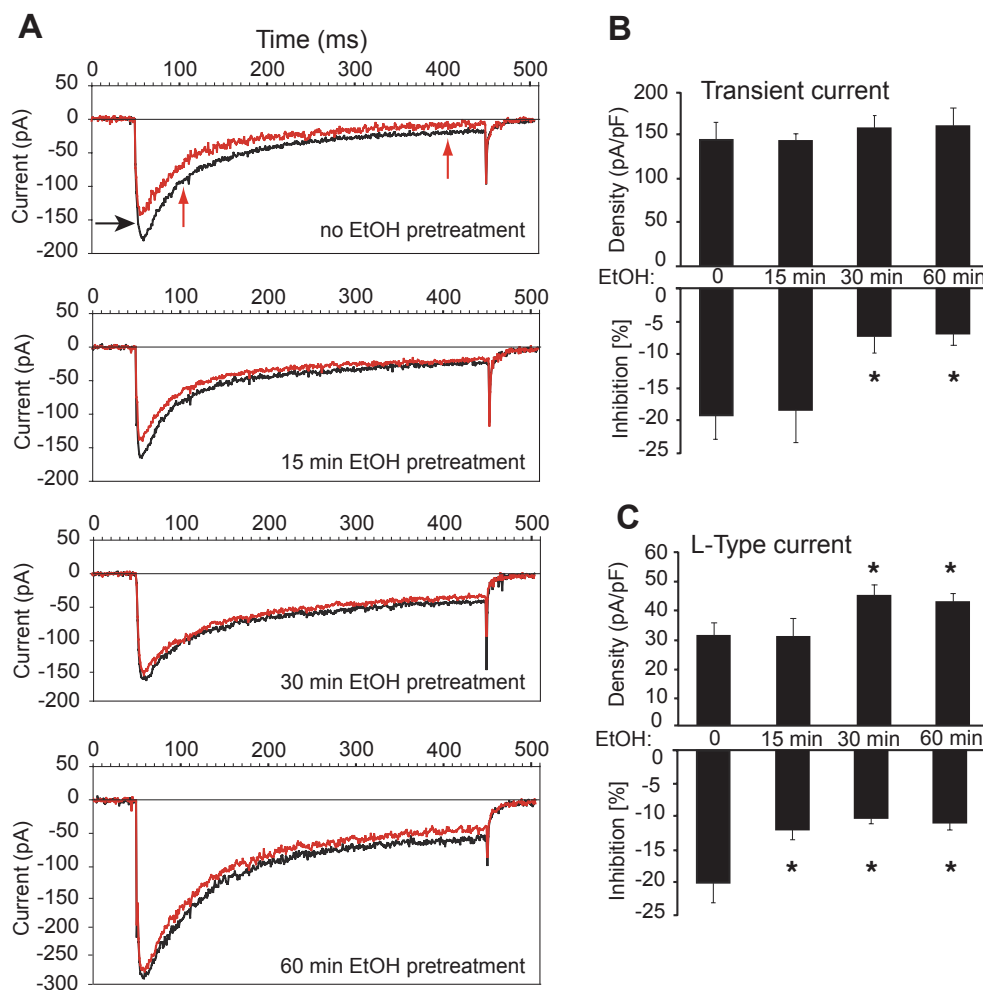 A
Time (ms)
0 100 200 300 400 500
50
0
-50
-100
-150
-200
Current (pA)
no EtOH pretreatment
50
0
-50
-100
-150
-200
Current (pA)
15 min EtOH pretreatment
0 100 200 300 400 500
50
0
-50
-100
-150
-200
Current (pA)
30 min EtOH pretreatment
0 100 200 300 400 500
50
0
-50
-100
-150
-200
-250
-300
Current (pA)
60 min EtOH pretreatment
0 100 200 300 400 500
B
Transient current
200
150
100
50
0
Density (pA/pF)
EtOH: 0 15 min 30 min 60 min
0
-5
-10
-15
-20
-25
Inhibition [%]
* *
C
L-Type current
60
50
40
30
20
10
0
Density (pA/pF)
* *
EtOH: 0 15 min 30 min 60 min
0
-5
-10
-15
-20
-25
Inhibition [%]
* * *